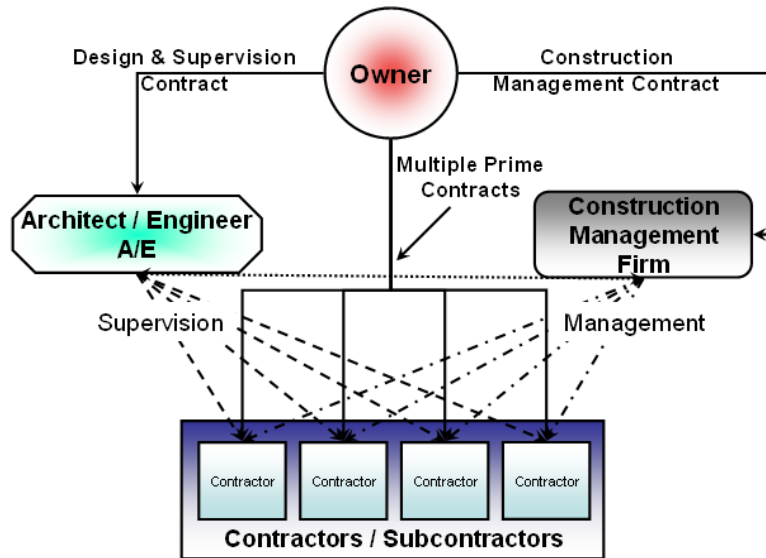 Design & Supervision
Contract
Owner
Construction
Management Contract
Multiple Prime
Contracts
Architect / Engineer
A/E
Construction
Management
Firm
Supervision
Management
Contractor
Contractor
Contractor
Contractor
Contractors / Subcontractors